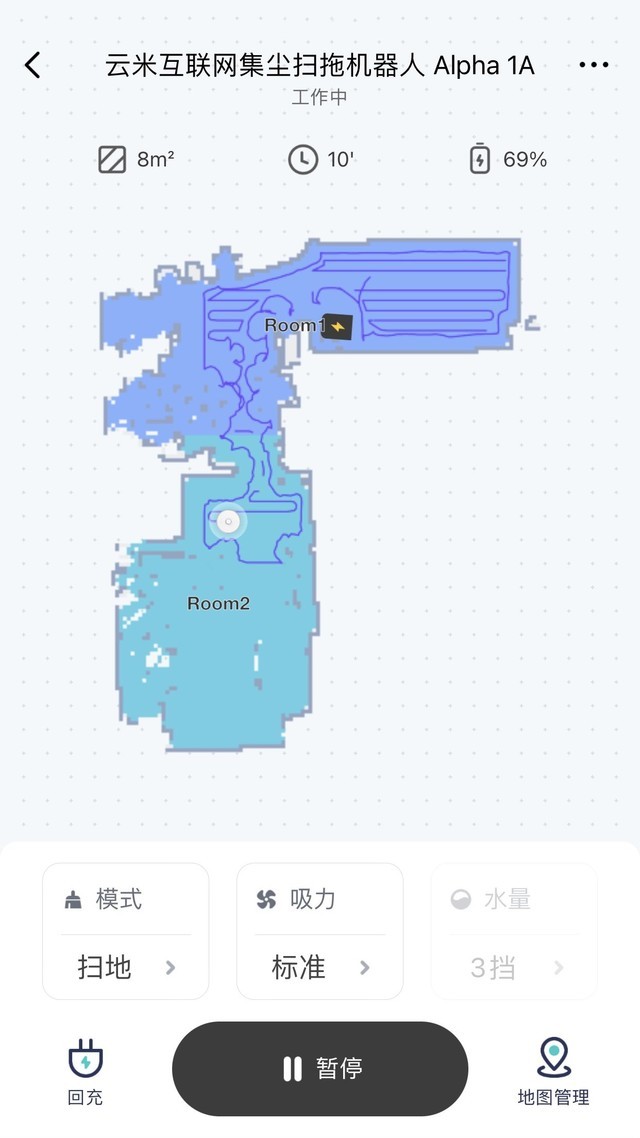 云米互联网集尘扫拖机器人 Alpha 1A
工作中
8m² 10' 69%
Room1
Room2
模式 吸力 水量
扫地 标准 3挡
暂停
回充 地图管理